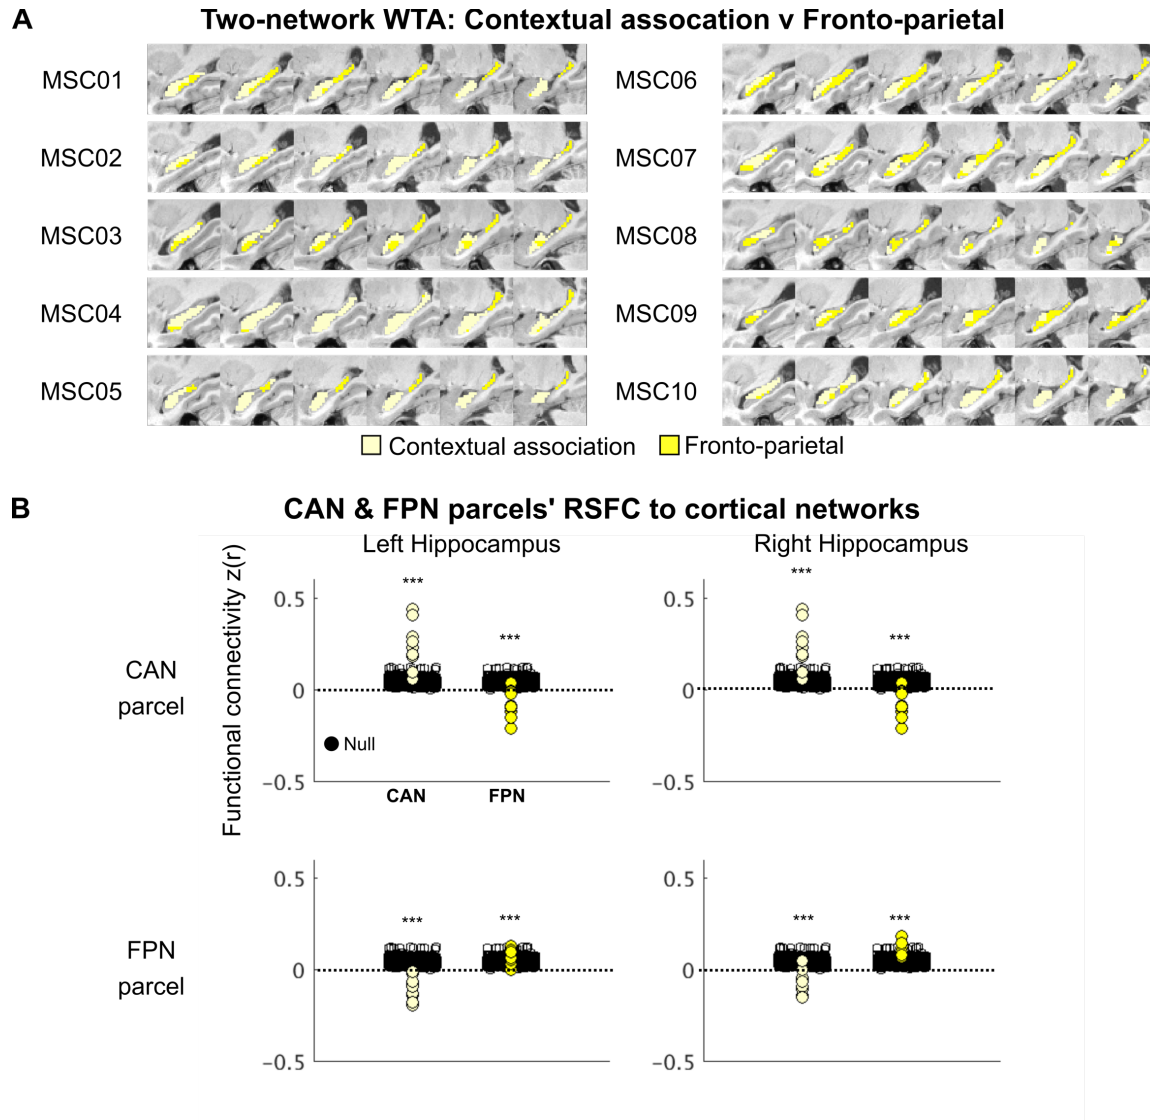 A
Two-network WTA: Contextual assocation v Fronto-parietal
MSC01
MSC06
MSC02
MSC07
MSC03
MSC08
MSC04
MSC09
MSC05
MSC10
Contextual association
Fronto-parietal
B
CAN & FPN parcels' RSFC to cortical networks
Left Hippocampus
Right Hippocampus
Functional connectivity z(r)
CAN
parcel
0.5
0
−0.5
***
***
Null
CAN
FPN
0.5
0
−0.5
***
***
FPN
parcel
0.5
0
−0.5
***
***
0.5
0
−0.5
***
***